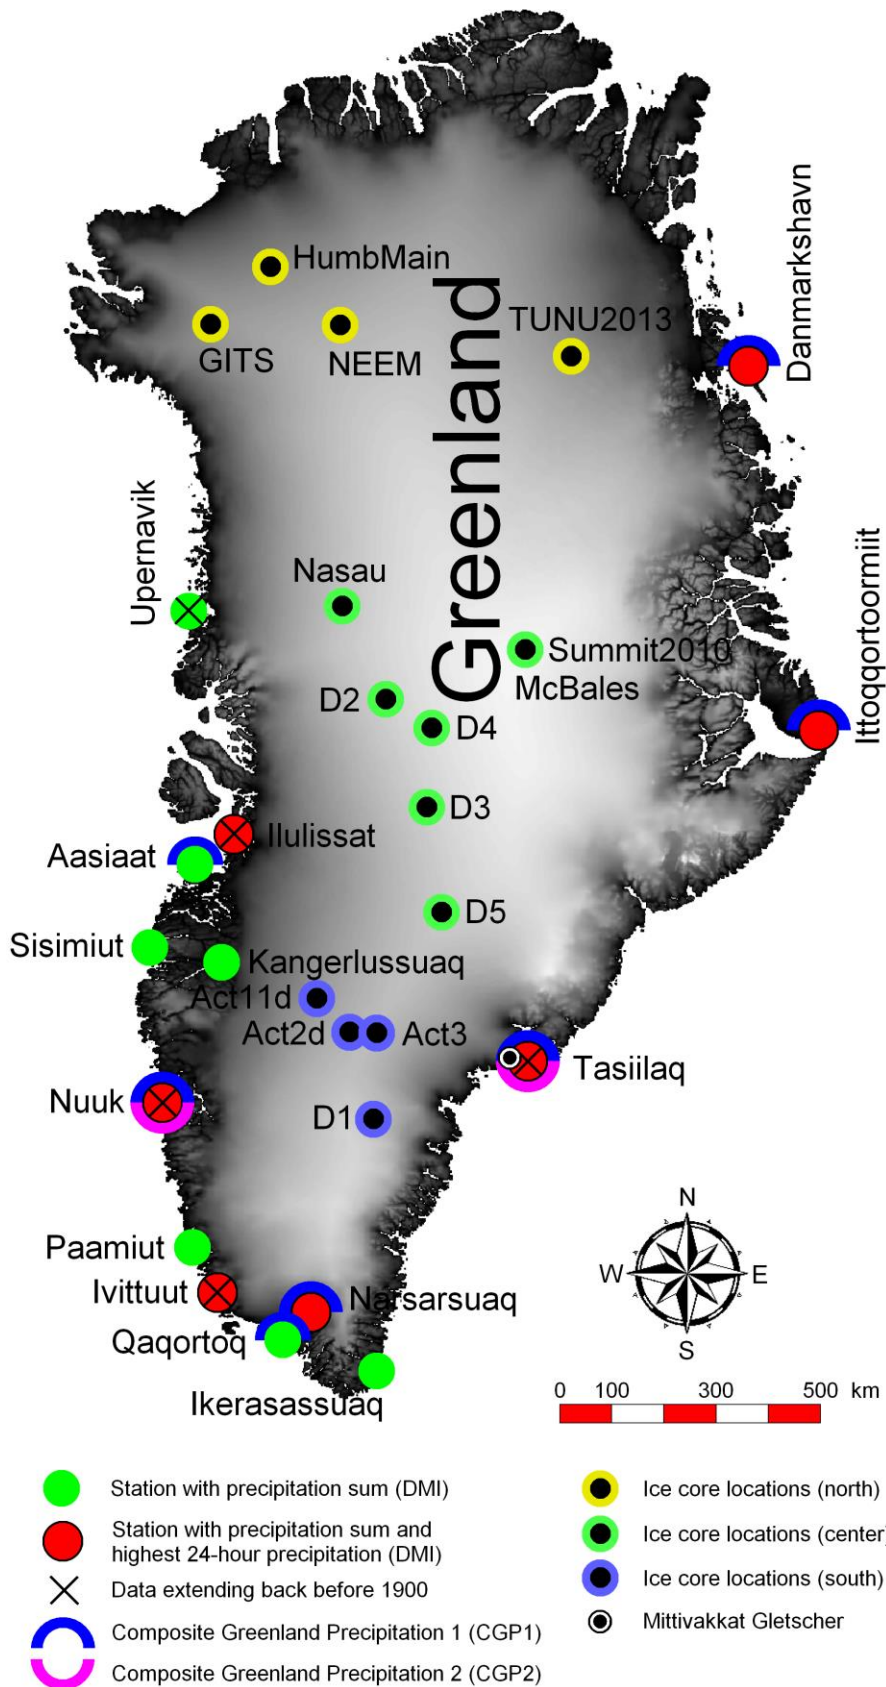 HumbMain
GITS
NEEM
TUNU2013
Danmarkshavn
Greenland
Upernavik
Nasau
Summit2010
McBales
Ittoqqortoormiit
D2
D4
D3
Ilulissat
Aasiaat
D5
Sisimiut
Kangerlussuaq
Act11d
Act2d
Act3
Tasiilaq
Nuuk
D1
Paamiut
Ivittuut
Narsarsuaq
Qaqortoq
Ikerasassuaq
N
W E
S
0 100 300 500 km
Station with precipitation sum (DMI)
Station with precipitation sum and
highest 24-hour precipitation (DMI)
Data extending back before 1900
Composite Greenland Precipitation 1 (CGP1)
Composite Greenland Precipitation 2 (CGP2)
Ice core locations (north)
Ice core locations (center)
Ice core locations (south)
Mittivakkat Gletscher